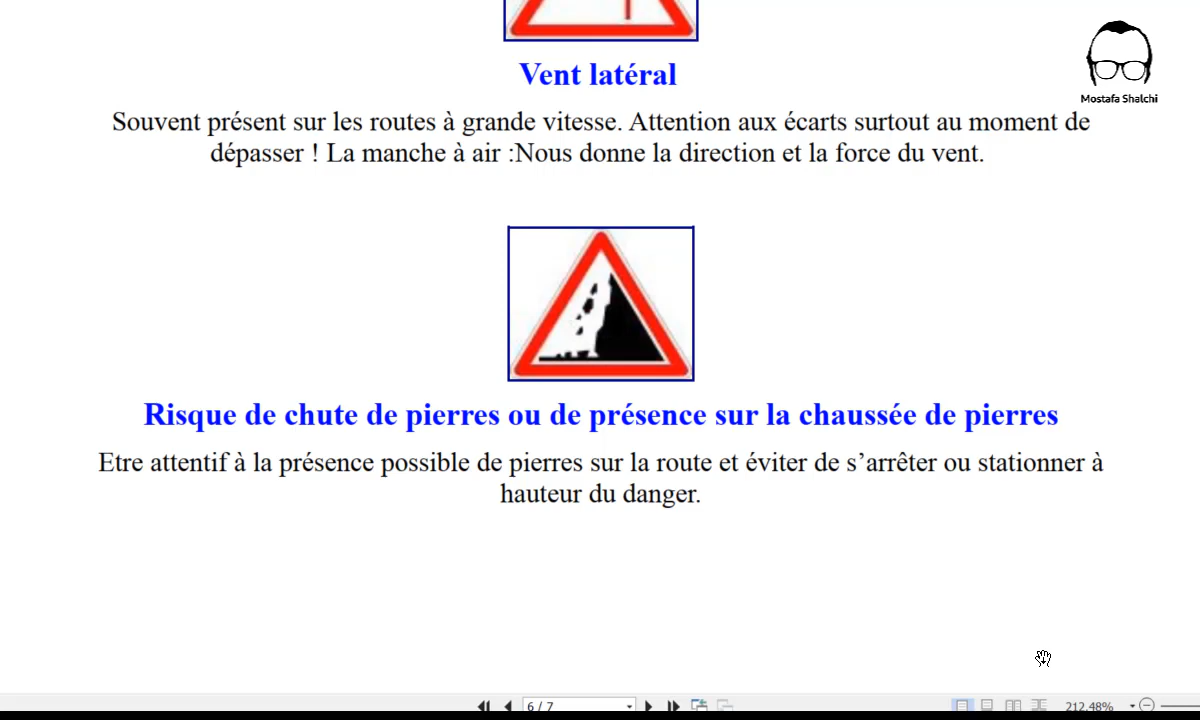 Mostafa Shalchi
Vent latéral
Souvent présent sur les routes à grande vitesse. Attention aux écarts surtout au moment de
dépasser ! La manche à air :Nous donne la direction et la force du vent.
Risque de chute de pierres ou de présence sur la chaussée de pierres
Etre attentif à la présence possible de pierres sur la route et éviter de s’arrêter ou stationner à
hauteur du danger.
6 / 7
212.48%